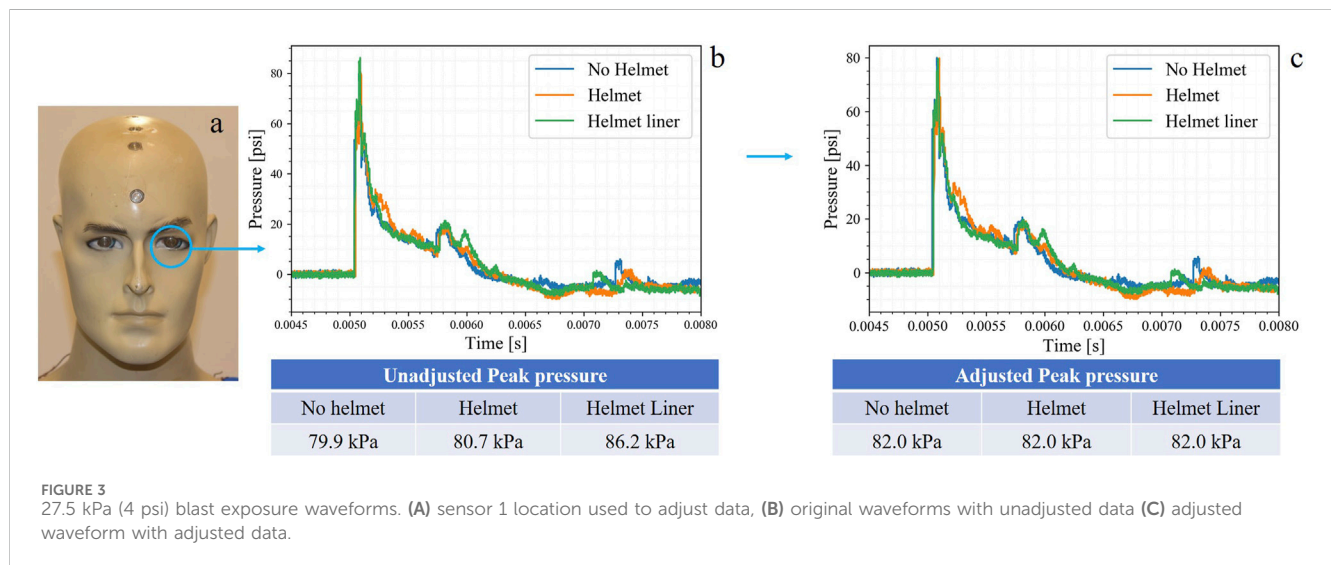 a
b
No Helmet
Helmet
Helmet liner
Pressure [psi]
80
60
40
20
0
0.0045 0.0050 0.0055 0.0060 0.0065 0.0070 0.0075 0.0080
Time [s]
Unadjusted Peak pressure
No helmet Helmet Helmet Liner
79.9 kPa 80.7 kPa 86.2 kPa
c
No Helmet
Helmet
Helmet liner
Pressure [psi]
80
60
40
20
0
0.0045 0.0050 0.0055 0.0060 0.0065 0.0070 0.0075 0.0080
Time [s]
Adjusted Peak pressure
No helmet Helmet Helmet Liner
82.0 kPa 82.0 kPa 82.0 kPa
FIGURE 3
27.5 kPa (4 psi) blast exposure waveforms. (A) sensor 1 location used to adjust data, (B) original waveforms with unadjusted data (C) adjusted
waveform with adjusted data.